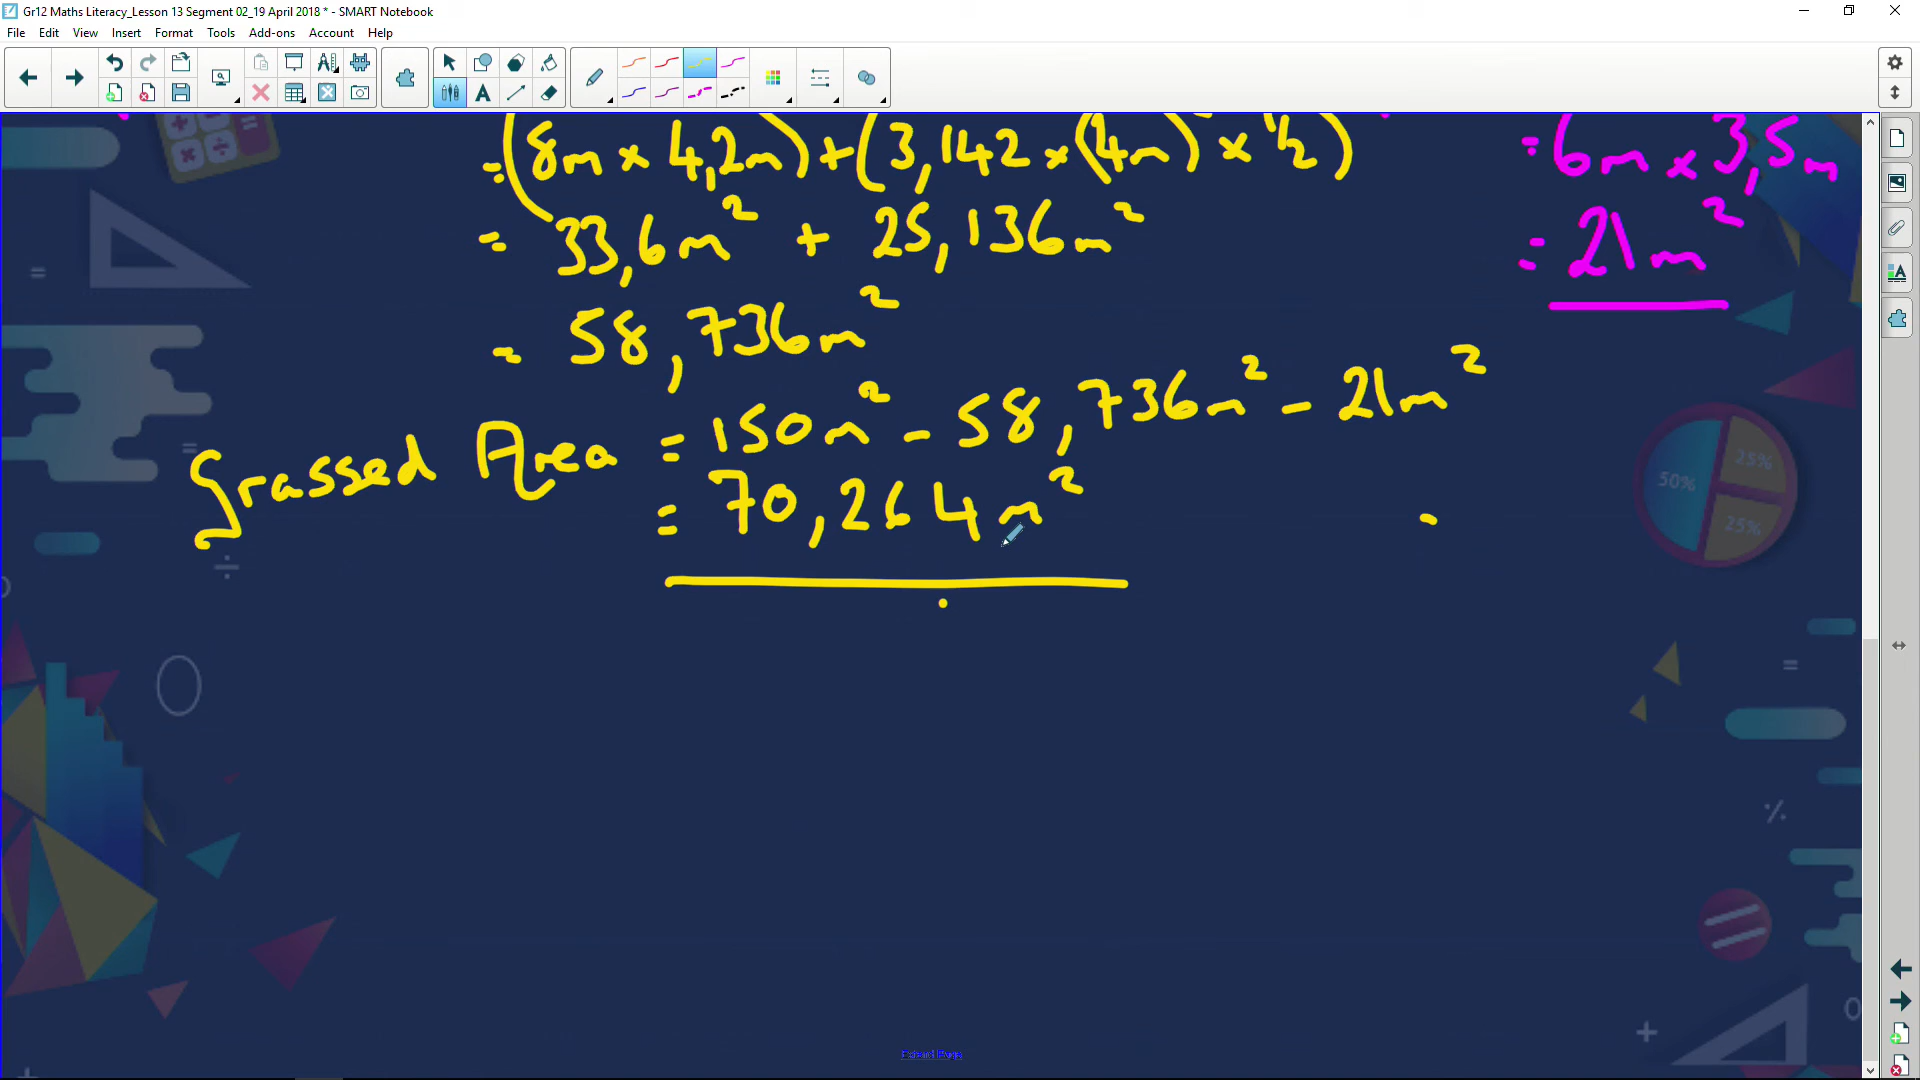 Gr12 Maths Literacy_Lesson 13 Segment 02_19 April 2018 * - SMART Notebook
File Edit View Insert Format Tools Add-ons Account Help
= (8m x 4,2m) + (3,142 x (4m)² x 1/2)
= 33,6m² + 25,136m²
= 58,736m²
Grassed Area = 150m² - 58,736m² - 21m²
= 70,264m²
= 6m x 3,5m
= 21m²
50% 25%
25%
Extend Page